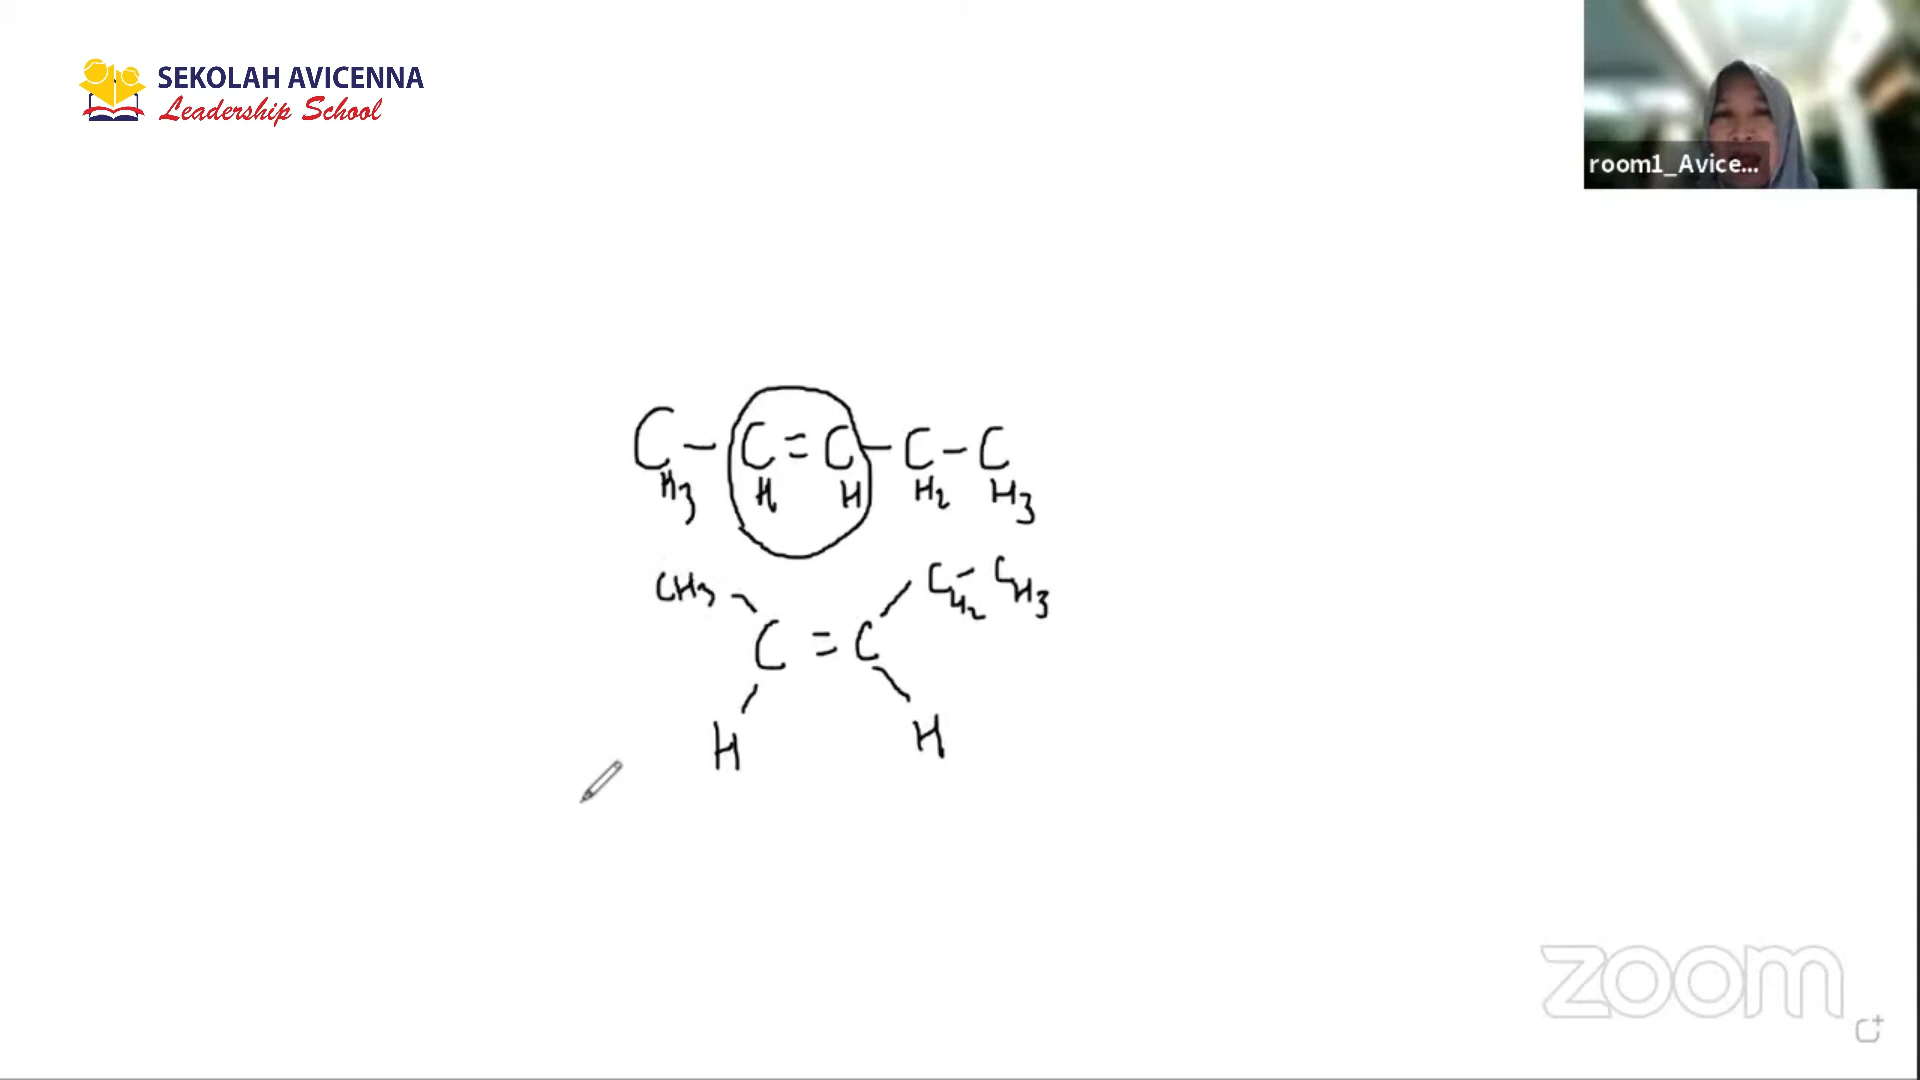 SEKOLAH AVICENNA
Leadership School
room1_Avice...
C - C = C - C - C
H3 H H H2 H3
CH3 CH2 - CH3
C = C
H H
zoom